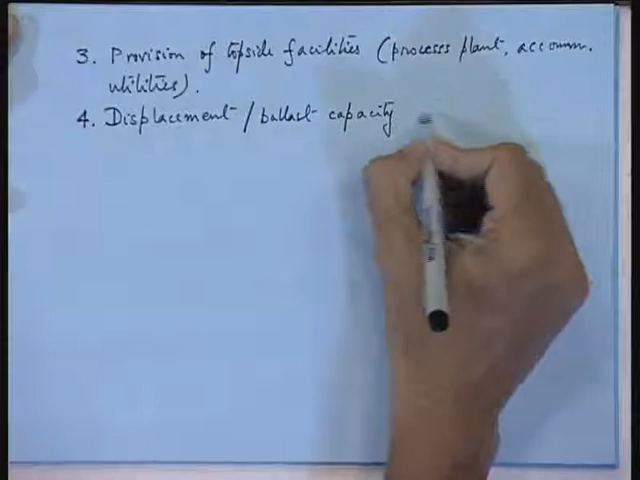 3. Provision of topside facilities (process plant, accomm.
utilities).
4. Displacement / ballast capacity